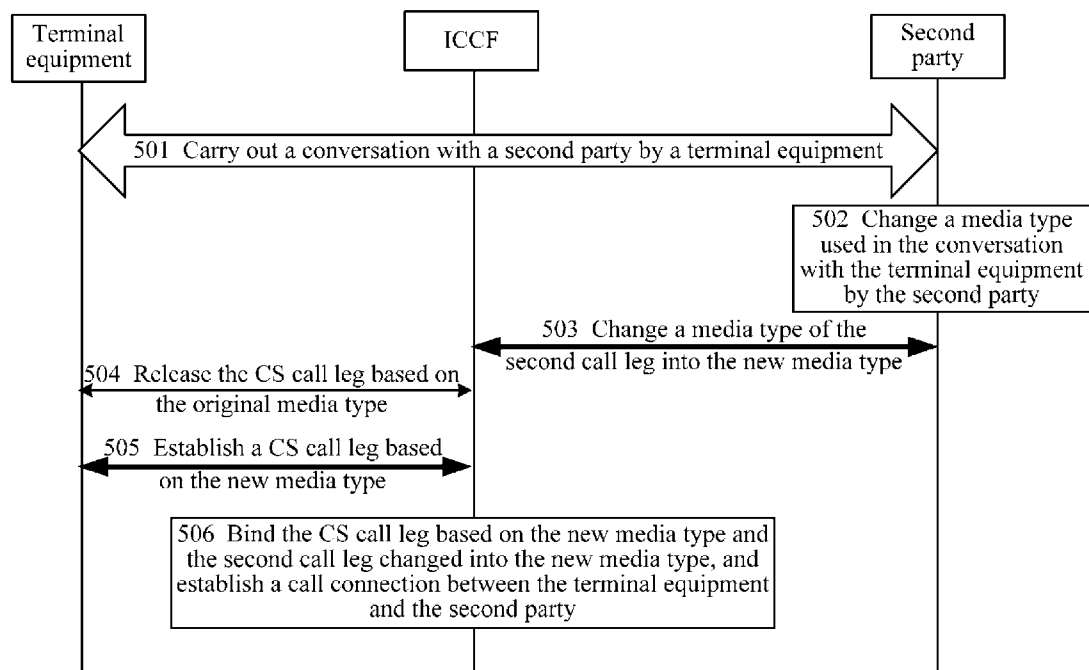 Terminal
equipment
ICCF
Second
party
501 Carry out a conversation with a second party by a terminal equipment
502 Change a media type
used in the conversation
with the terminal equipment
by the second party
503 Change a media type of the
second call leg into the new media type
504 Release the CS call leg based on
the original media type
505 Establish a CS call leg based
on the new media type
506 Bind the CS call leg based on the new media type and
the second call leg changed into the new media type, and
establish a call connection between the terminal equipment
and the second party